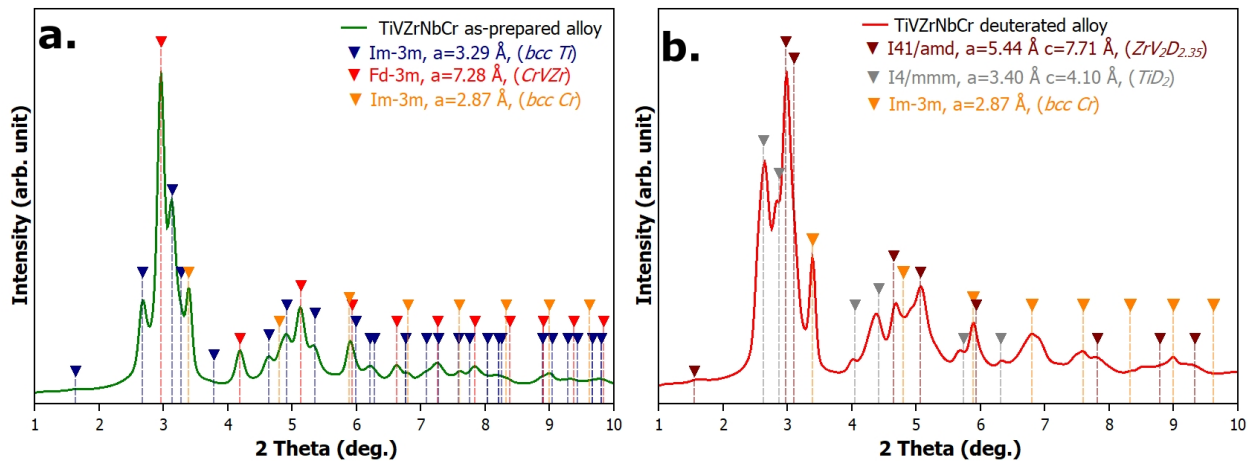 a.
TiVZrNbCr as-prepared alloy
Im-3m, a=3.29 Å, (bcc Ti)
Fd-3m, a=7.28 Å, (CrVZr)
Im-3m, a=2.87 Å, (bcc Cr)
Intensity (arb. unit)
1 2 3 4 5 6 7 8 9 10
2 Theta (deg.)
b.
TiVZrNbCr deuterated alloy
I41/amd, a=5.44 Å c=7.71 Å, (ZrV2D2.35)
I4/mmm, a=3.40 Å c=4.10 Å, (TiD2)
Im-3m, a=2.87 Å, (bcc Cr)
Intensity (arb. unit)
1 2 3 4 5 6 7 8 9 10
2 Theta (deg.)